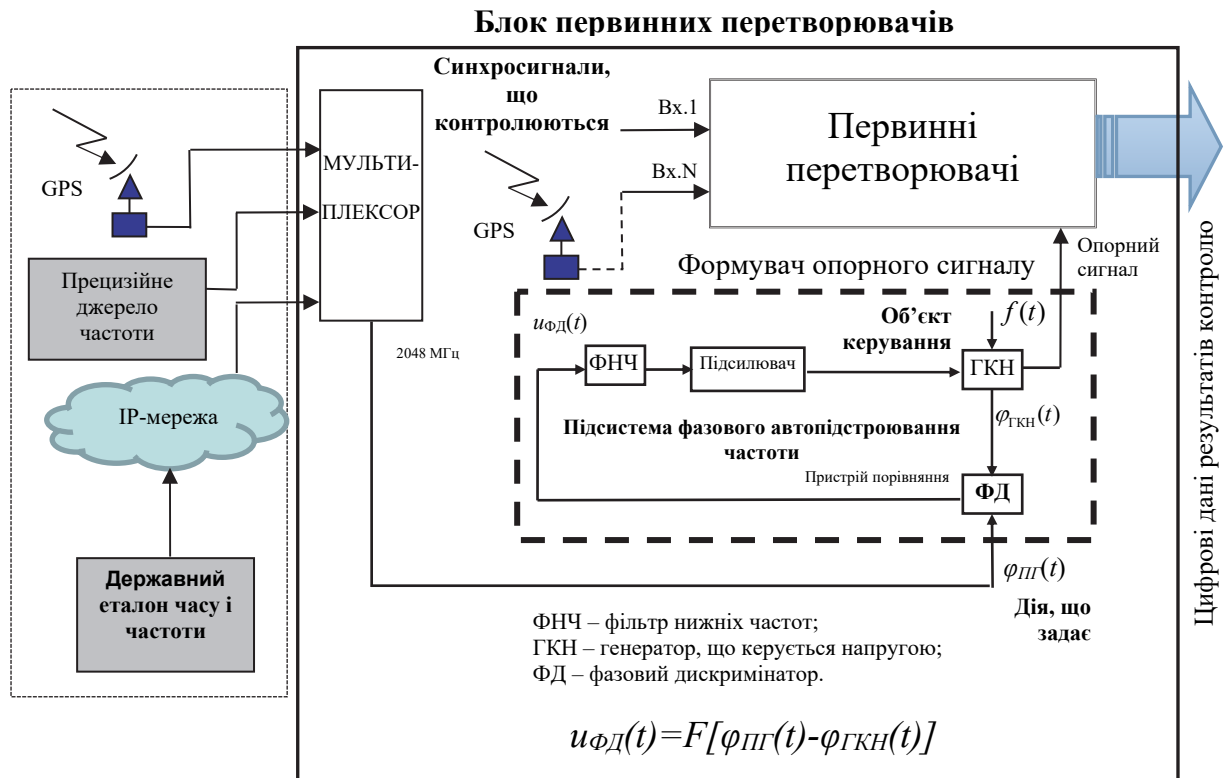 Блок первинних перетворювачів
Синхросигнали,
що
контролюються
GPS
МУЛЬТИ-
ПЛЕКСОР
Вх.1
Вх.N
GPS
Первинні
перетворювачі
Опорний
сигнал
Прецизійне
джерело
частоти
2048 МГц
IP-мережа
Державний
еталон часу і
частоти
Формувач опорного сигналу
uФД(t)
Об’єкт
керування
f(t)
ФНЧ
Підсилювач
ГКН
φГКН(t)
Підсистема фазового автопідстроювання
частоти
Пристрій порівняння
ФД
φПГ(t)
Дія, що
задає
ФНЧ – фільтр нижніх частот;
ГКН – генератор, що керується напругою;
ФД – фазовий дискримінатор.
uФД(t)=F[φПГ(t)-φГКН(t)]
Цифрові дані результатів контролю